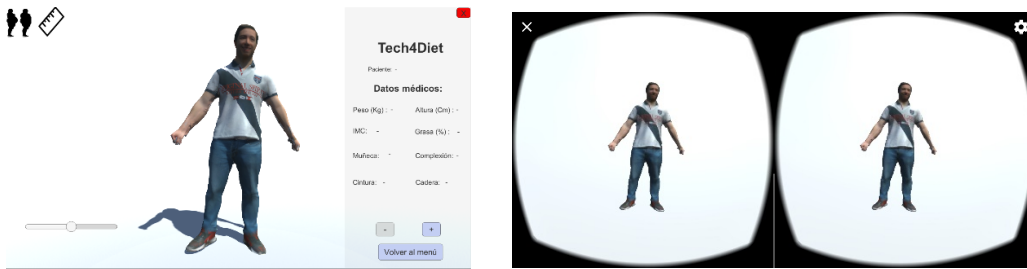 x
Tech4Diet
Paciente: -
Datos médicos:
Peso (Kg) : - Altura (Cm) : -
IMC: - Grasa (%) : -
Muñeca: - Complexión: -
Cintura: - Cadera: -
- +
Volver al menú